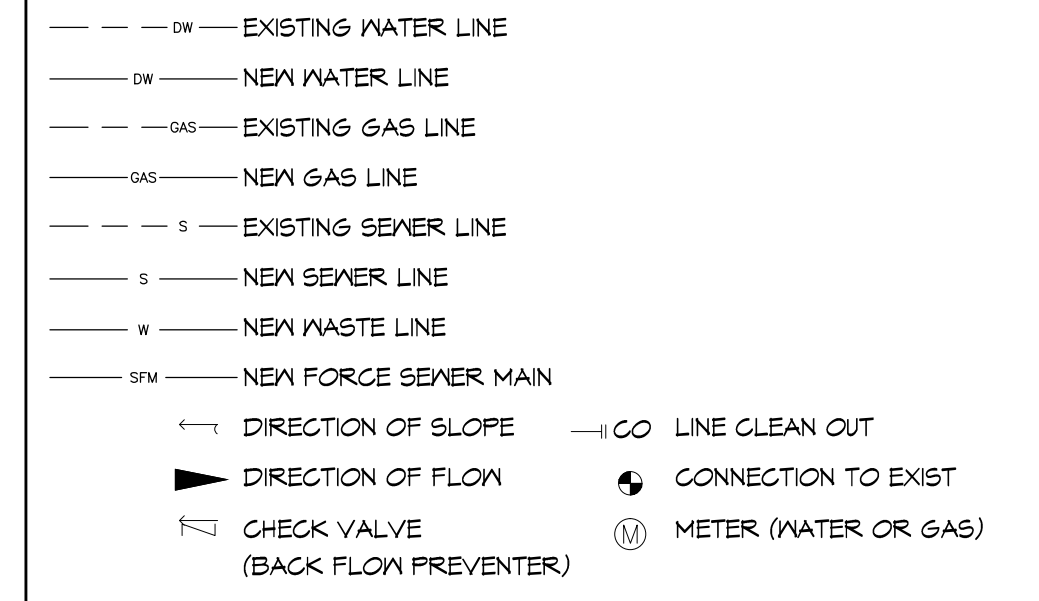 DW EXISTING WATER LINE
DW NEW WATER LINE
GAS EXISTING GAS LINE
GAS NEW GAS LINE
S EXISTING SEWER LINE
S NEW SEWER LINE
W NEW WASTE LINE
SFM NEW FORCE SEWER MAIN
DIRECTION OF SLOPE
CO LINE CLEAN OUT
DIRECTION OF FLOW
CONNECTION TO EXIST
CHECK VALVE
(BACK FLOW PREVENTER)
M METER (WATER OR GAS)